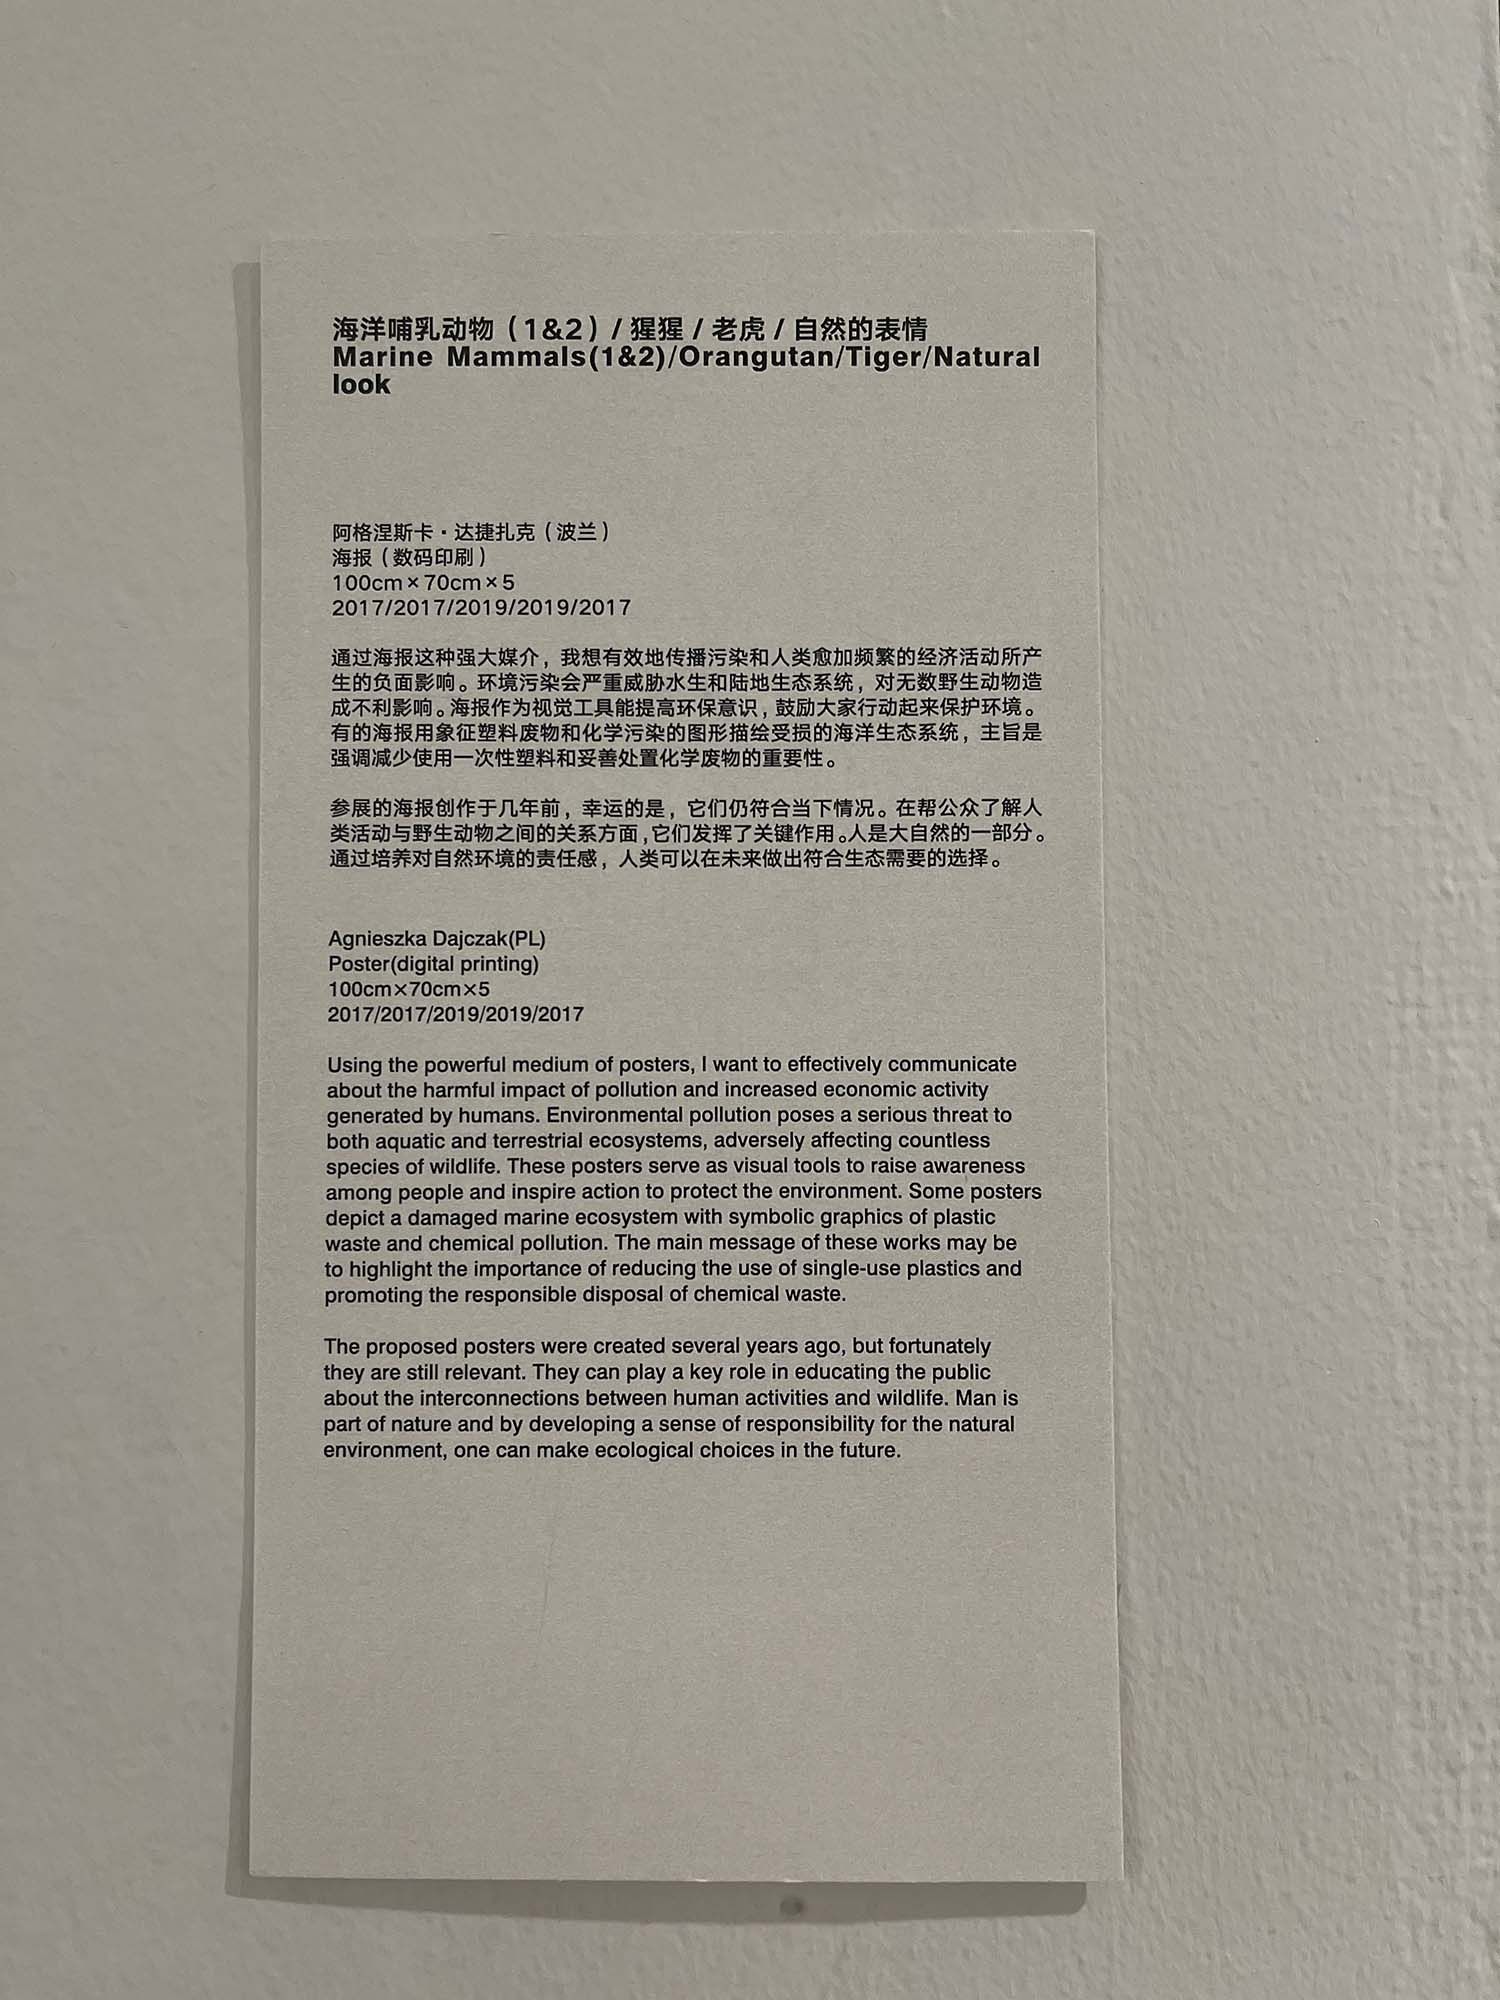 海洋哺乳动物（1&2）/ 猩猩 / 老虎 / 自然的表情
Marine Mammals(1&2)/Orangutan/Tiger/Natural
look
阿格涅斯卡·达捷扎克（波兰）
海报（数码印刷）
100cm×70cm×5
2017/2017/2019/2019/2017
通过海报这种强大媒介，我想有效地传播污染和人类愈加频繁的经济活动所产
生的负面影响。环境污染会严重威胁水生和陆地生态系统，对无数野生动物造
成不利影响。海报作为视觉工具能提高环保意识，鼓励大家行动起来保护环境。
有的海报用象征塑料废物和化学污染的图形描绘受损的海洋生态系统，主旨是
强调减少使用一次性塑料和妥善处置化学废物的重要性。
参展的海报创作于几年前，幸运的是，它们仍符合当下情况。在帮公众了解人
类活动与野生动物之间的关系方面，它们发挥了关键作用。人是大自然的一部分。
通过培养对自然环境的责任感，人类可以在未来做出符合生态需要的选择。
Agnieszka Dajczak(PL)
Poster(digital printing)
100cm×70cm×5
2017/2017/2019/2019/2017
Using the powerful medium of posters, I want to effectively communicate
about the harmful impact of pollution and increased economic activity
generated by humans. Environmental pollution poses a serious threat to
both aquatic and terrestrial ecosystems, adversely affecting countless
species of wildlife. These posters serve as visual tools to raise awareness
among people and inspire action to protect the environment. Some posters
depict a damaged marine ecosystem with symbolic graphics of plastic
waste and chemical pollution. The main message of these works may be
to highlight the importance of reducing the use of single-use plastics and
promoting the responsible disposal of chemical waste.
The proposed posters were created several years ago, but fortunately
they are still relevant. They can play a key role in educating the public
about the interconnections between human activities and wildlife. Man is
part of nature and by developing a sense of responsibility for the natural
environment, one can make ecological choices in the future.